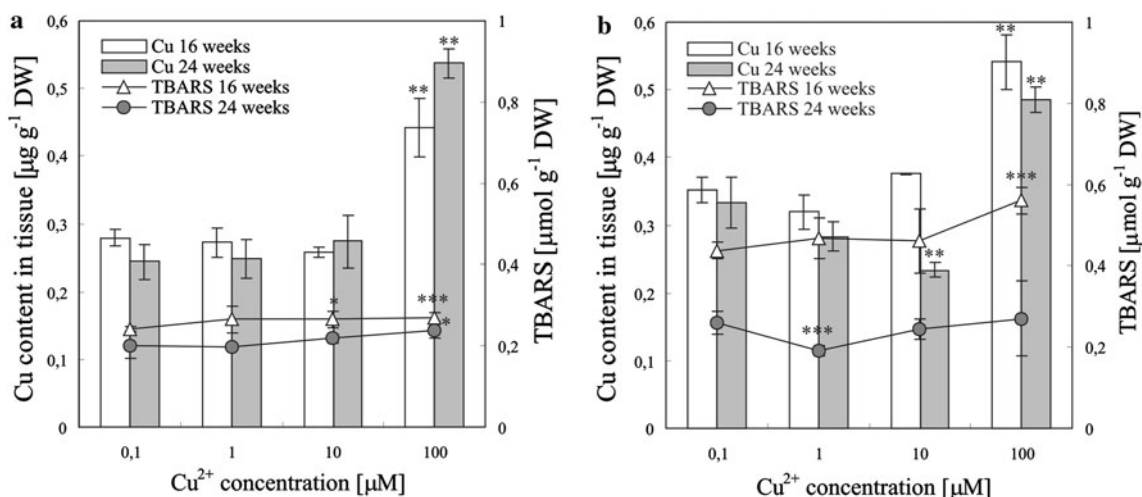 a
0,6
0,5
0,4
0,3
0,2
0,1
0
Cu content in tissue [µg g⁻¹ DW]
Cu 16 weeks
Cu 24 weeks
TBARS 16 weeks
TBARS 24 weeks
**
**
*
***
*
1
0,8
0,6
0,4
0,2
0
TBARS [µmol g⁻¹ DW]
0,1 1 10 100
Cu²⁺ concentration [µM]
b
0,6
0,5
0,4
0,3
0,2
0,1
0
Cu content in tissue [µg g⁻¹ DW]
Cu 16 weeks
Cu 24 weeks
TBARS 16 weeks
TBARS 24 weeks
**
**
***
**
***
1
0,8
0,6
0,4
0,2
0
TBARS [µmol g⁻¹ DW]
0,1 1 10 100
Cu²⁺ concentration [µM]